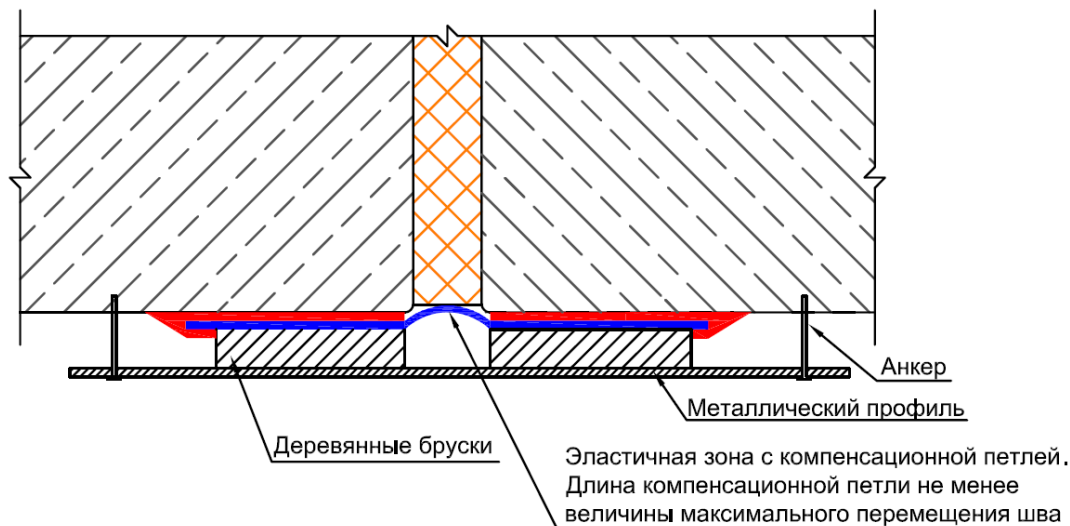 Анкер
Металлический профиль
Деревянные бруски
Эластичная зона с компенсационной петлей.
Длина компенсационной петли не менее
величины максимального перемещения шва